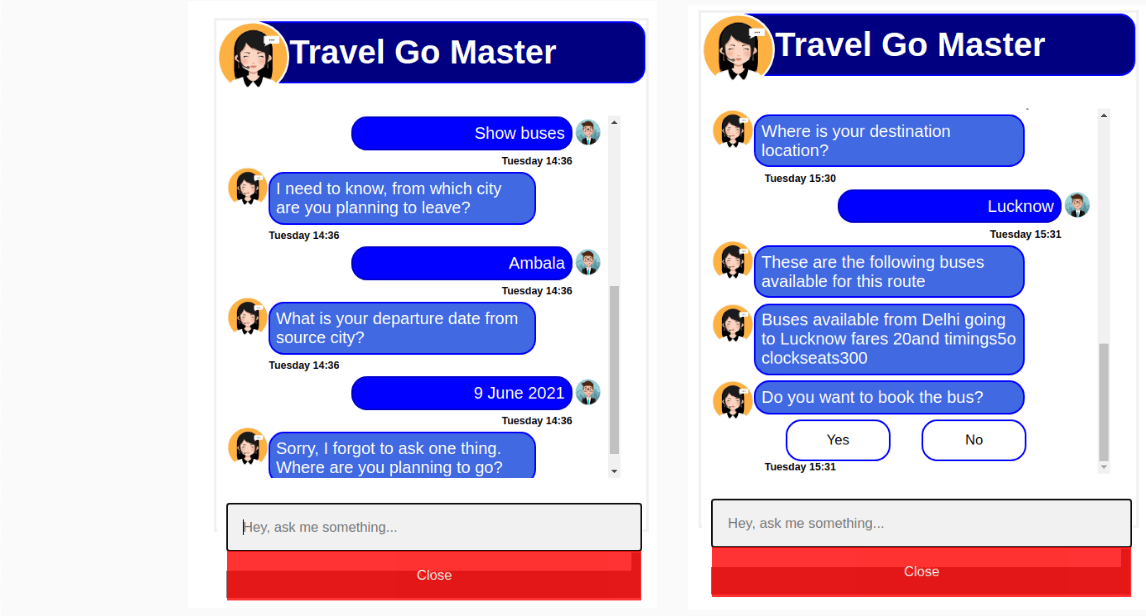 Travel Go Master
Show buses
Tuesday 14:36
I need to know, from which city
are you planning to leave?
Tuesday 14:36
Ambala
Tuesday 14:36
What is your departure date from
source city?
Tuesday 14:36
9 June 2021
Tuesday 14:36
Sorry, I forgot to ask one thing.
Where are you planning to go?
Hey, ask me something...
Close
Travel Go Master
Where is your destination
location?
Tuesday 15:30
Lucknow
Tuesday 15:31
These are the following buses
available for this route
Buses available from Delhi going
to Lucknow fares 20and timings5o
clockseats300
Do you want to book the bus?
Yes No
Tuesday 15:31
Hey, ask me something...
Close